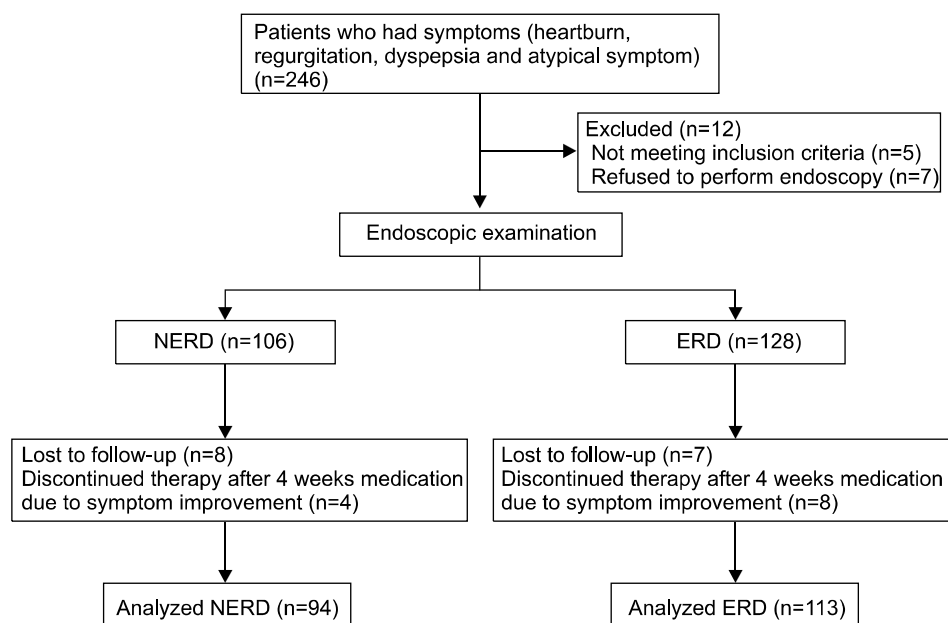 Patients who had symptoms (heartburn,
regurgitation, dyspepsia and atypical symptom)
(n=246)
Excluded (n=12)
Not meeting inclusion criteria (n=5)
Refused to perform endoscopy (n=7)
Endoscopic examination
NERD (n=106)
ERD (n=128)
Lost to follow-up (n=8)
Discontinued therapy after 4 weeks medication
due to symptom improvement (n=4)
Lost to follow-up (n=7)
Discontinued therapy after 4 weeks medication
due to symptom improvement (n=8)
Analyzed NERD (n=94)
Analyzed ERD (n=113)